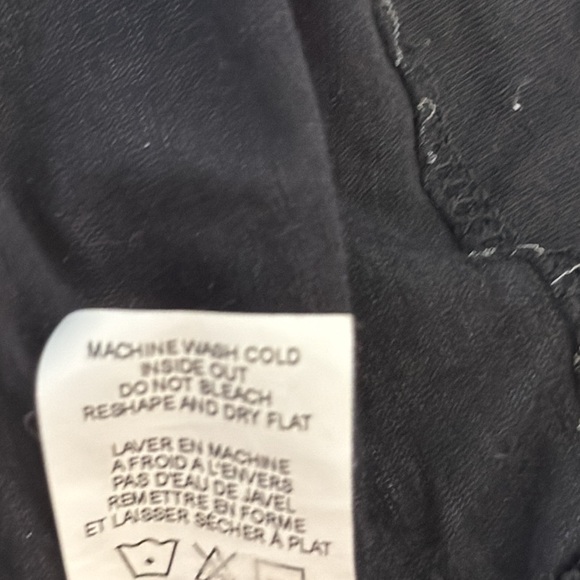 MACHINE WASH COLD
INSIDE OUT
DO NOT BLEACH
RESHAPE AND DRY FLAT
LAVER EN MACHINE
A FROID A L'ENVERS
PAS D'EAU DE JAVEL
REMETTRE EN FORME
ET LAISSER SÉCHER À PLAT